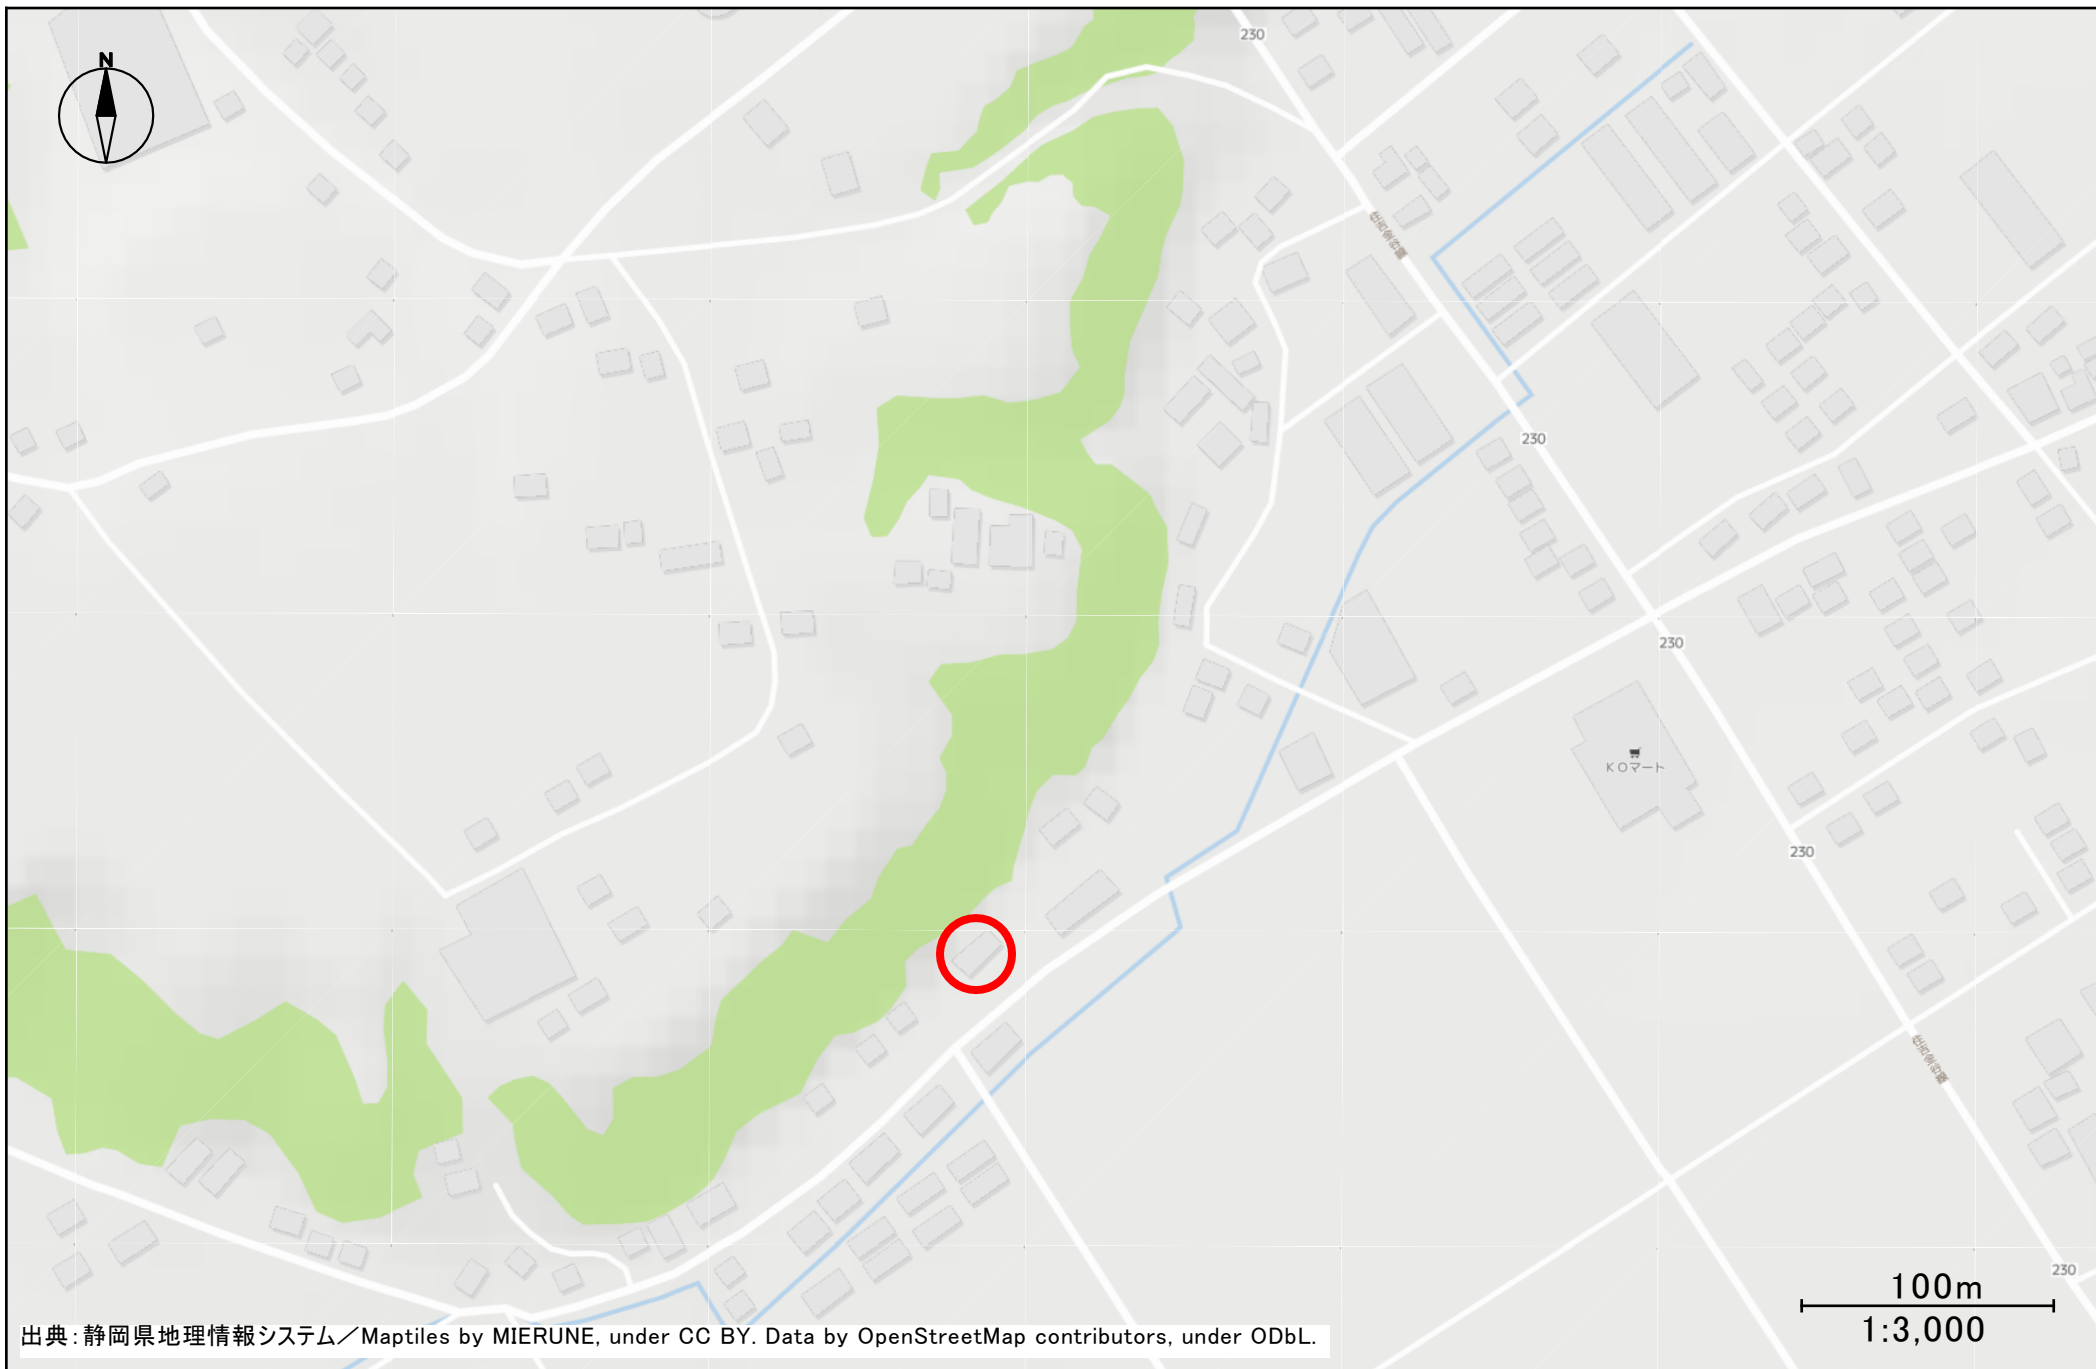 N
230
230
230
KOマート
230
230
100m
1:3,000
出典：静岡県地理情報システム／Maptiles by MIERUNE, under CC BY. Data by OpenStreetMap contributors, under ODbL.